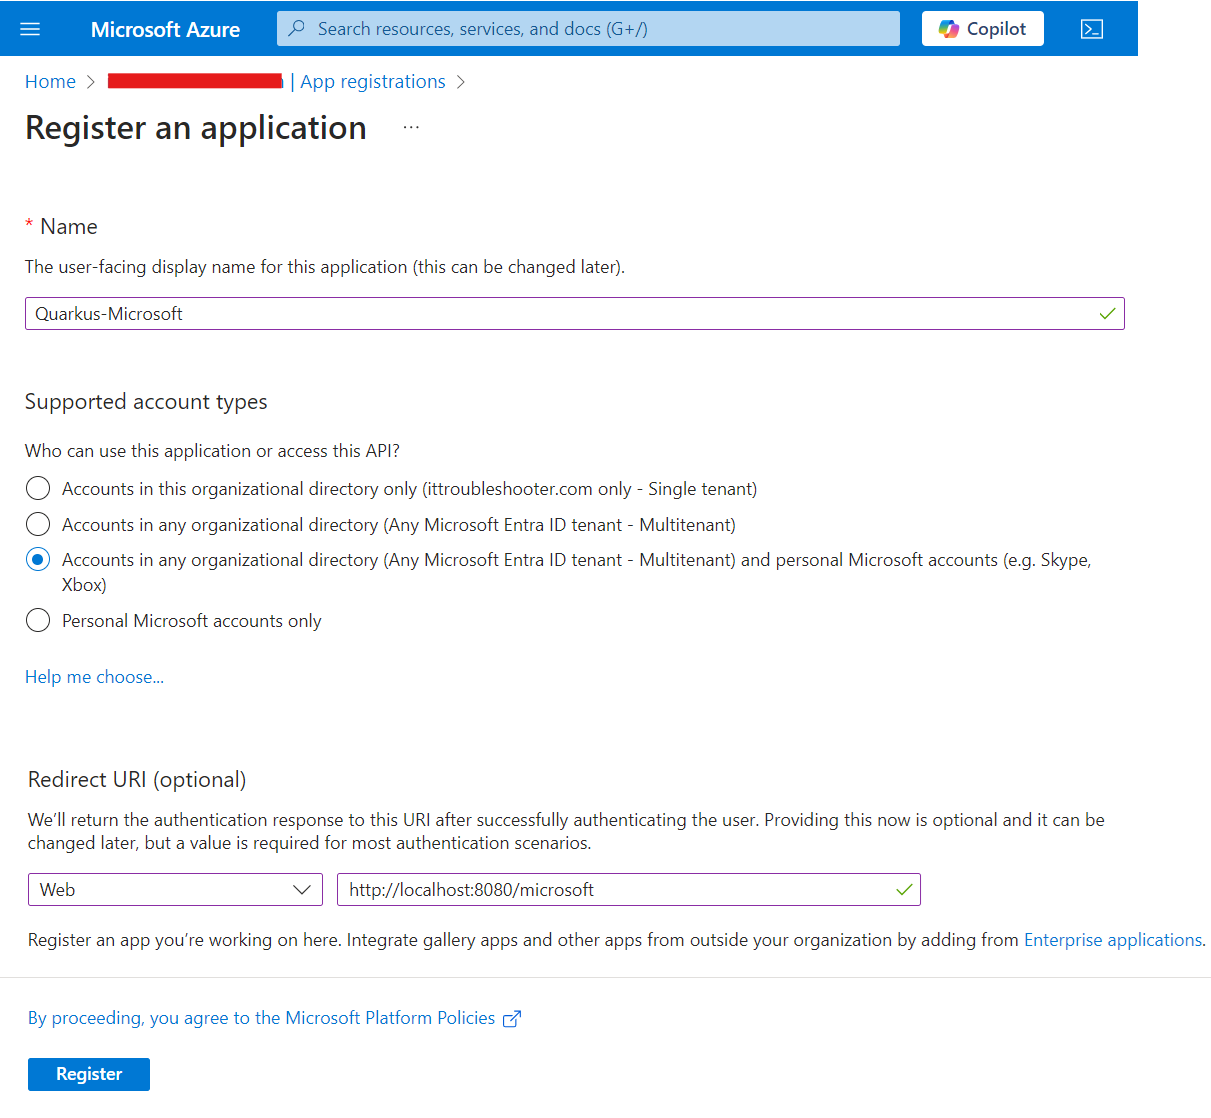 Microsoft Azure
Search resources, services, and docs (G+/)
Copilot
Home > | App registrations >
Register an application ...
* Name
The user-facing display name for this application (this can be changed later).
Quarkus-Microsoft
Supported account types
Who can use this application or access this API?
Accounts in this organizational directory only (ittroubleshooter.com only - Single tenant)
Accounts in any organizational directory (Any Microsoft Entra ID tenant - Multitenant)
Accounts in any organizational directory (Any Microsoft Entra ID tenant - Multitenant) and personal Microsoft accounts (e.g. Skype,
Xbox)
Personal Microsoft accounts only
Help me choose...
Redirect URI (optional)
We'll return the authentication response to this URI after successfully authenticating the user. Providing this now is optional and it can be
changed later, but a value is required for most authentication scenarios.
Web
http://localhost:8080/microsoft
Register an app you're working on here. Integrate gallery apps and other apps from outside your organization by adding from Enterprise applications.
By proceeding, you agree to the Microsoft Platform Policies
Register